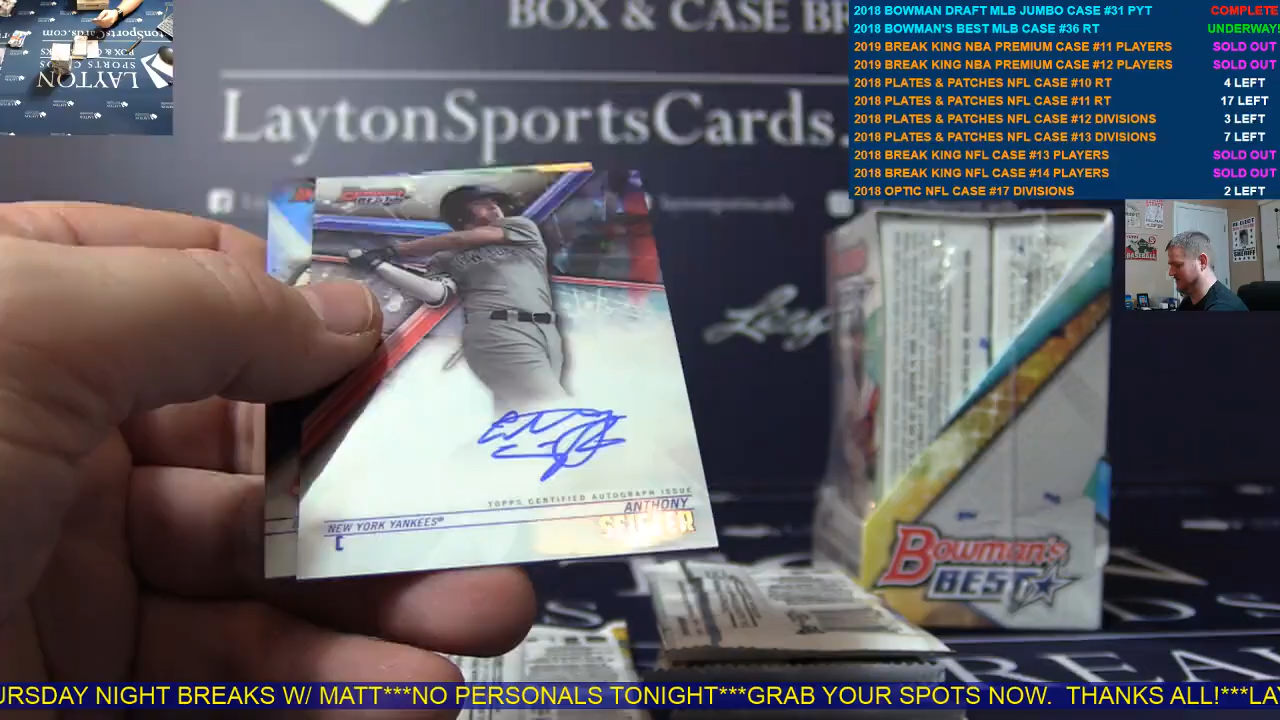 BOX & CASE BR
LaytonSportsCards.
2018 BOWMAN DRAFT MLB JUMBO CASE #31 PYT COMPLETE
2018 BOWMAN'S BEST MLB CASE #36 RT UNDERWAY!
2019 BREAK KING NBA PREMIUM CASE #11 PLAYERS SOLD OUT
2019 BREAK KING NBA PREMIUM CASE #12 PLAYERS SOLD OUT
2018 PLATES & PATCHES NFL CASE #10 RT 4 LEFT
2018 PLATES & PATCHES NFL CASE #11 RT 17 LEFT
2018 PLATES & PATCHES NFL CASE #12 DIVISIONS 3 LEFT
2018 PLATES & PATCHES NFL CASE #13 DIVISIONS 7 LEFT
2018 BREAK KING NFL CASE #13 PLAYERS SOLD OUT
2018 BREAK KING NFL CASE #14 PLAYERS SOLD OUT
2018 OPTIC NFL CASE #17 DIVISIONS 2 LEFT
LAYTON
NEW YORK
TOPPS CERTIFIED AUTOGRAPH ISSUE
ANTHONY
SEIGLER
NEW YORK YANKEES®
C
Leaf
BOWMAN'S
BEST
URSDAY NIGHT BREAKS W/ MATT***NO PERSONALS TONIGHT***GRAB YOUR SPOTS NOW. THANKS ALL!***LA